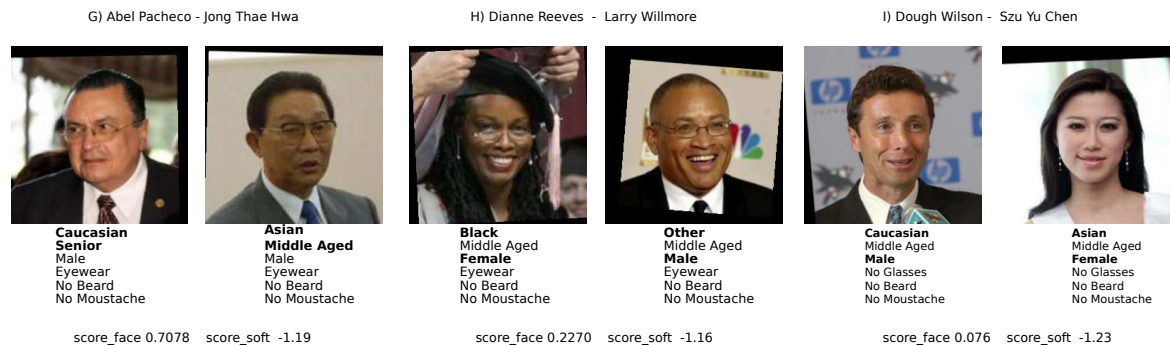 G) Abel Pacheco - Jong Thae Hwa
H) Dianne Reeves - Larry Willmore
I) Dough Wilson - Szu Yu Chen
hp
hp
Caucasian
Senior
Male
Eyewear
No Beard
No Moustache
Asian
Middle Aged
Male
Eyewear
No Beard
No Moustache
Black
Middle Aged
Female
Eyewear
No Beard
No Moustache
Other
Middle Aged
Male
Eyewear
No Beard
No Moustache
Caucasian
Middle Aged
Male
No Glasses
No Beard
No Moustache
Asian
Middle Aged
Female
No Glasses
No Beard
No Moustache
score_face 0.7078 score_soft -1.19
score_face 0.2270 score_soft -1.16
score_face 0.076 score_soft -1.23